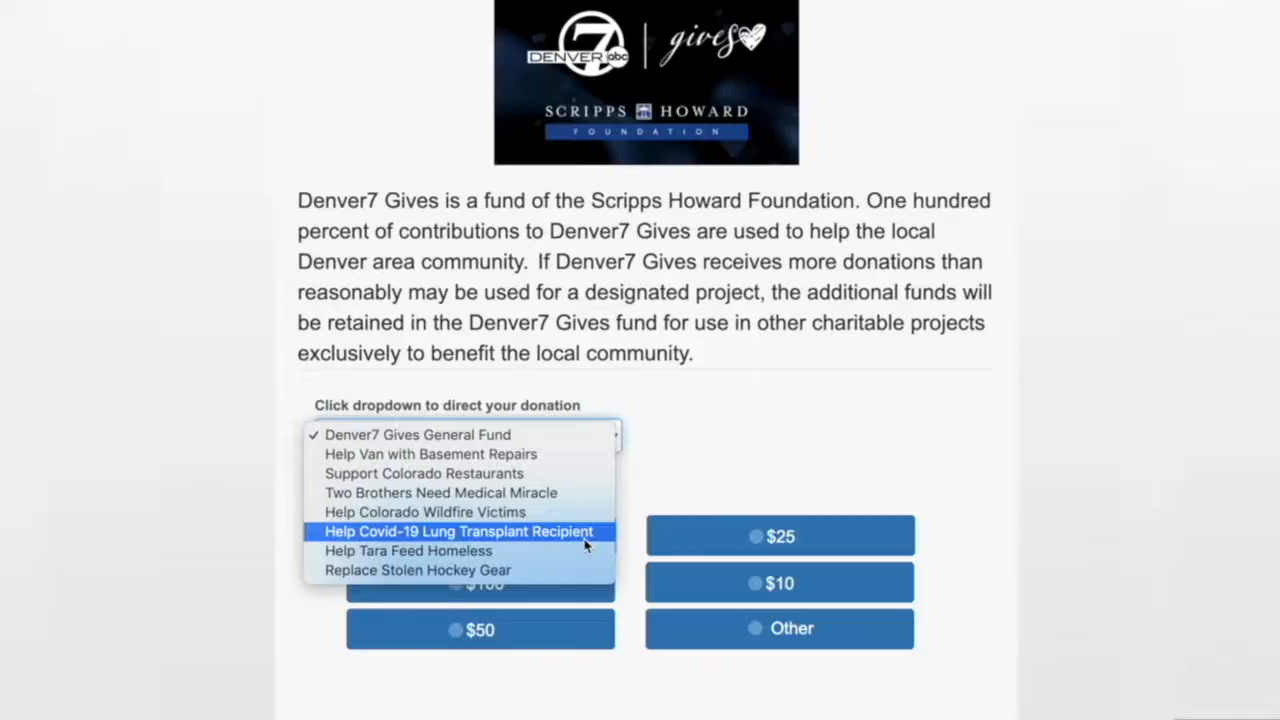 7
DENVER abc
gives
SCRIPPS HOWARD
FOUNDATION
Denver7 Gives is a fund of the Scripps Howard Foundation. One hundred
percent of contributions to Denver7 Gives are used to help the local
Denver area community. If Denver7 Gives receives more donations than
reasonably may be used for a designated project, the additional funds will
be retained in the Denver7 Gives fund for use in other charitable projects
exclusively to benefit the local community.
Click dropdown to direct your donation
✓ Denver7 Gives General Fund
Help Van with Basement Repairs
Support Colorado Restaurants
Two Brothers Need Medical Miracle
Help Colorado Wildfire Victims
Help Covid-19 Lung Transplant Recipient
Help Tara Feed Homeless
Replace Stolen Hockey Gear
$25
$100
$10
$50
Other